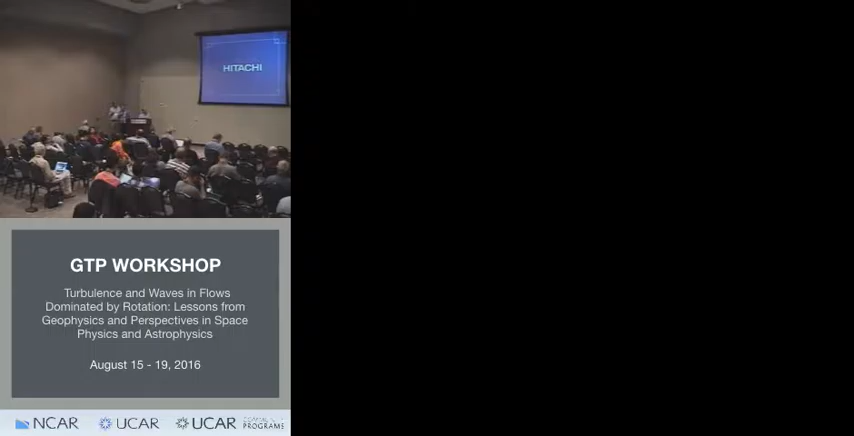 HITACHI
GTP WORKSHOP
Turbulence and Waves in Flows
Dominated by Rotation: Lessons from
Geophysics and Perspectives in Space
Physics and Astrophysics
August 15 - 19, 2016
NCAR UCAR UCAR
PROGRAMS